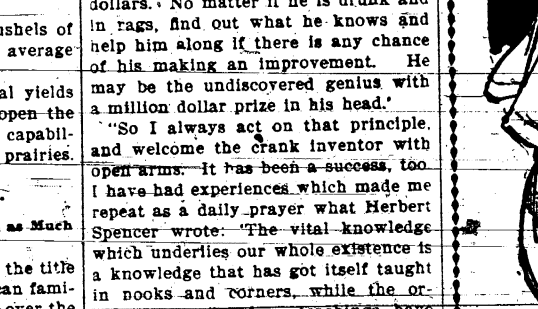 ushels of
average
al yields
open the
capabil-
prairies.
as Much
the title
can fami-
over the
dollars. No matter if he is drunk and
in rags, find out what he knows and
help him along if there is any chance
of his making an improvement. He
may be the undiscovered genius with
a million dollar prize in his head.'
"So I always act on that principle,
and welcome the crank inventor with
open arms. It has been a success, too
I have had experiences which made me
repeat as a daily prayer what Herbert
Spencer wrote: 'The vital knowledge
which underlies our whole existence is
a knowledge that has got itself taught
in nooks and corners, while the or-